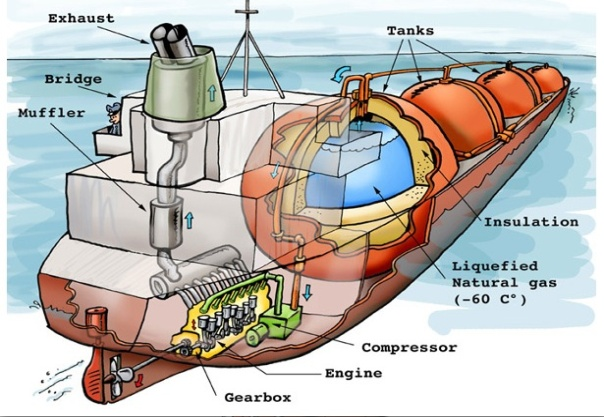 Exhaust
Tanks
Bridge
Muffler
Insulation
Liquefied
Natural gas
(-60 C°)
Compressor
Engine
Gearbox